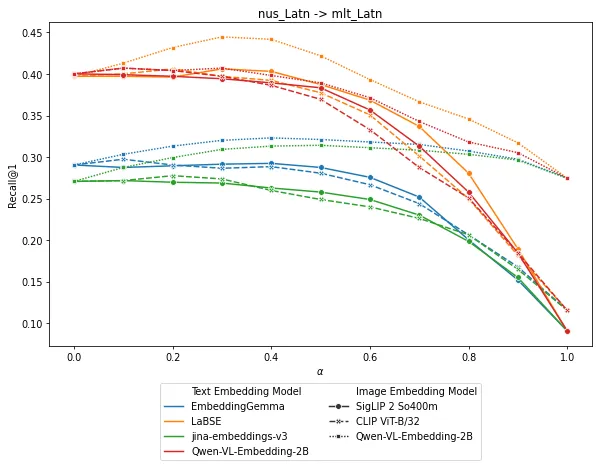 nus_Latn -> mlt_Latn
Recall@1
0.45
0.40
0.35
0.30
0.25
0.20
0.15
0.10
0.0
0.2
0.4
0.6
0.8
1.0
α
Text Embedding Model
EmbeddingGemma
LaBSE
jina-embeddings-v3
Qwen-VL-Embedding-2B
Image Embedding Model
SigLIP 2 So400m
CLIP ViT-B/32
Qwen-VL-Embedding-2B